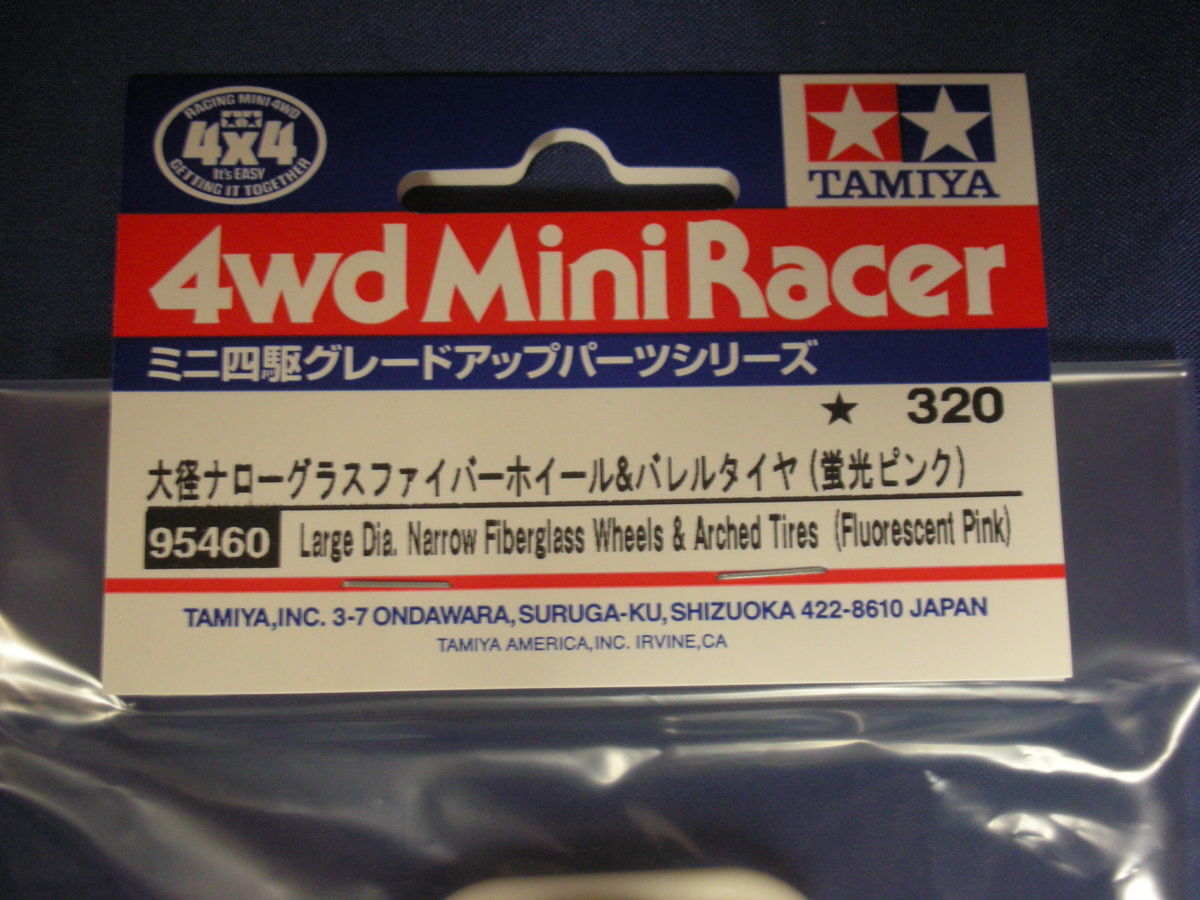 RACING MINI 4WD
4x4
It's EASY
GETTING IT TOGETHER
TAMIYA
4wd Mini Racer
ミニ四駆グレードアップパーツシリーズ
★ 320
大径ナローグラスファイバーホイール&バレルタイヤ(蛍光ピンク)
95460 Large Dia. Narrow Fiberglass Wheels & Arched Tires (Fluorescent Pink)
TAMIYA,INC. 3-7 ONDAWARA,SURUGA-KU,SHIZUOKA 422-8610 JAPAN
TAMIYA AMERICA,INC. IRVINE,CA